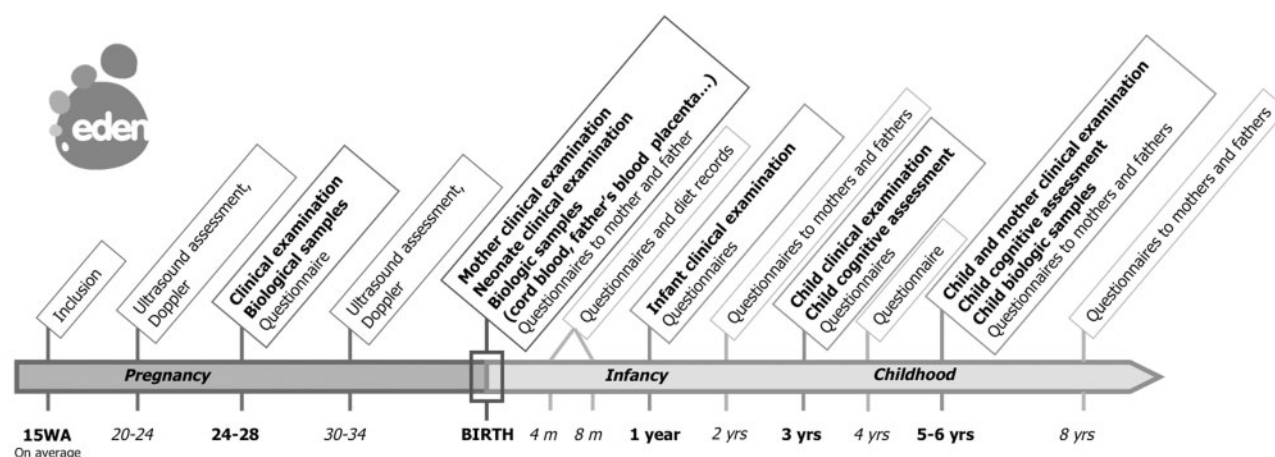 eden
Inclusion
Ultrasound assessment,
Doppler
Clinical examination
Biological samples
Questionnaire
Ultrasound assessment,
Doppler
Mother clinical examination
Neonate clinical examination
Biologic samples
(cord blood, father's blood placenta...)
Questionnaires to mother and father
Questionnaires and diet records
Infant clinical examination
Questionnaires
Questionnaires to mothers and fathers
Child clinical examination
Child cognitive assessment
Questionnaires
Questionnaire
Child and mother clinical examination
Child cognitive assessment
Child biologic samples
Questionnaires to mothers and fathers
Questionnaires to mothers and fathers
Pregnancy Infancy Childhood
15WA 20-24 24-28 30-34 BIRTH 4 m 8 m 1 year 2 yrs 3 yrs 4 yrs 5-6 yrs 8 yrs
On average